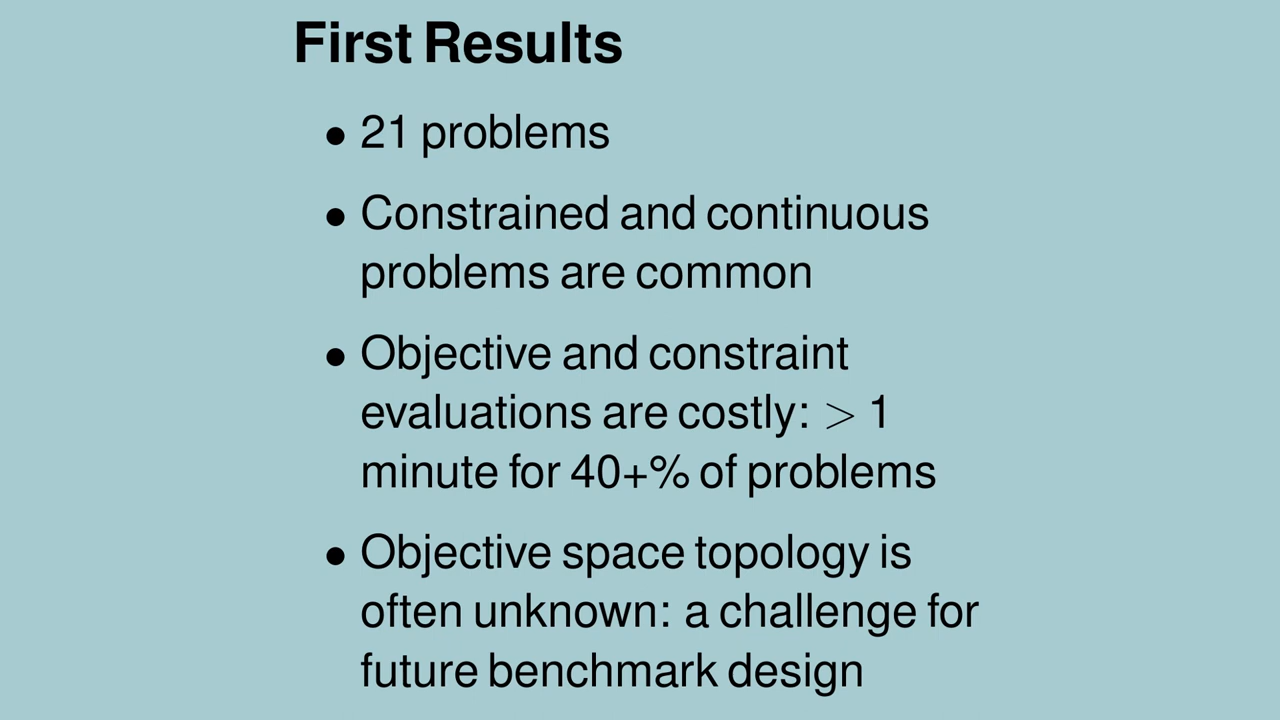 First Results
• 21 problems
• Constrained and continuous
problems are common
• Objective and constraint
evaluations are costly: > 1
minute for 40+% of problems
• Objective space topology is
often unknown: a challenge for
future benchmark design